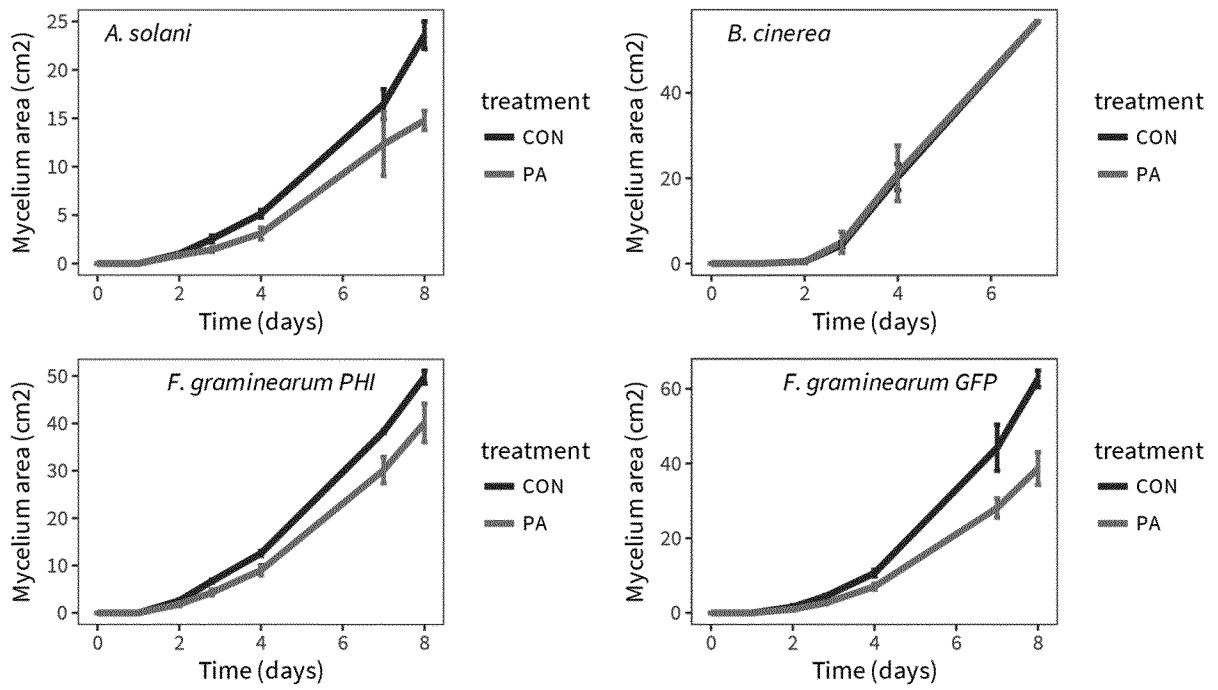 A. solani
Mycelium area (cm2)
25
20
15
10
5
0
0 2 4 6 8
Time (days)
treatment
CON
PA
B. cinerea
Mycelium area (cm2)
40
20
0
0 2 4 6
Time (days)
treatment
CON
PA
F. graminearum PHI
Mycelium area (cm2)
50
40
30
20
10
0
0 2 4 6 8
Time (days)
treatment
CON
PA
F. graminearum GFP
Mycelium area (cm2)
60
40
20
0
0 2 4 6 8
Time (days)
treatment
CON
PA